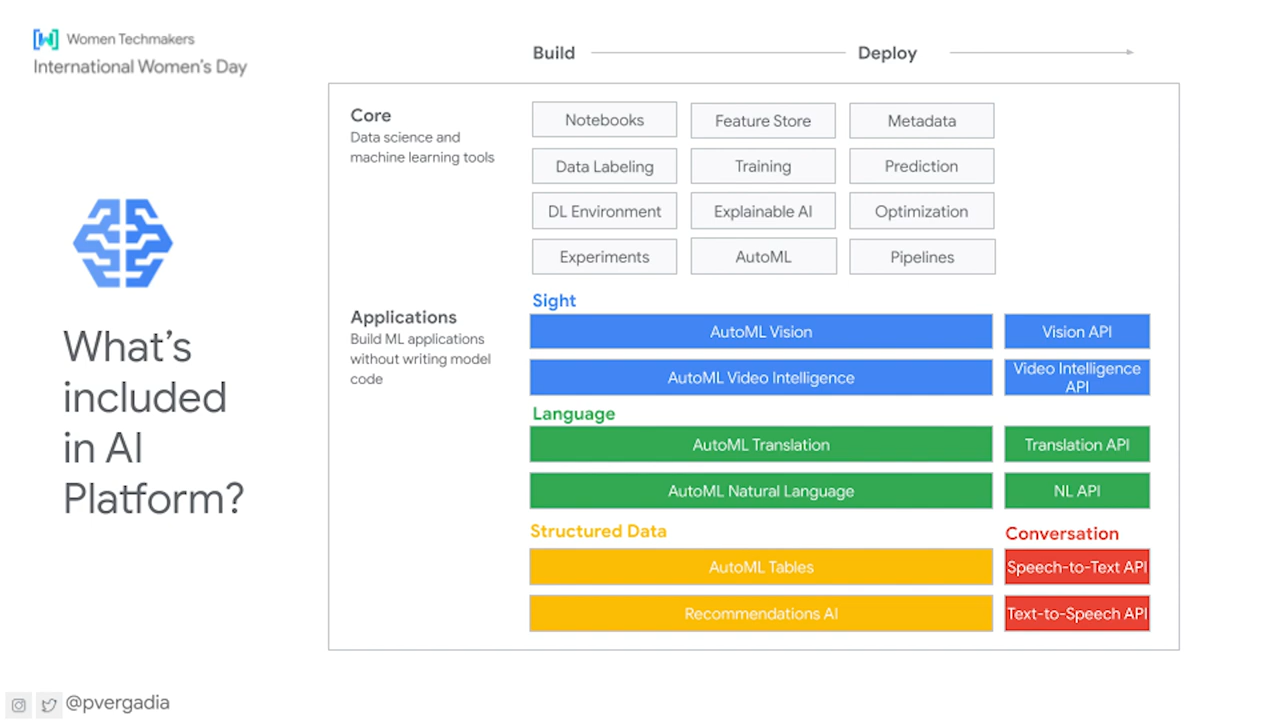 Women Techmakers
International Women's Day
What's
included
in AI
Platform?
Build
Deploy
Core
Data science and
machine learning tools
Notebooks
Feature Store
Metadata
Data Labeling
Training
Prediction
DL Environment
Explainable AI
Optimization
Experiments
AutoML
Pipelines
Applications
Build ML applications
without writing model
code
Sight
AutoML Vision
Vision API
AutoML Video Intelligence
Video Intelligence
API
Language
AutoML Translation
Translation API
AutoML Natural Language
NL API
Structured Data
AutoML Tables
Recommendations AI
Conversation
Speech-to-Text API
Text-to-Speech API
@pvergadia